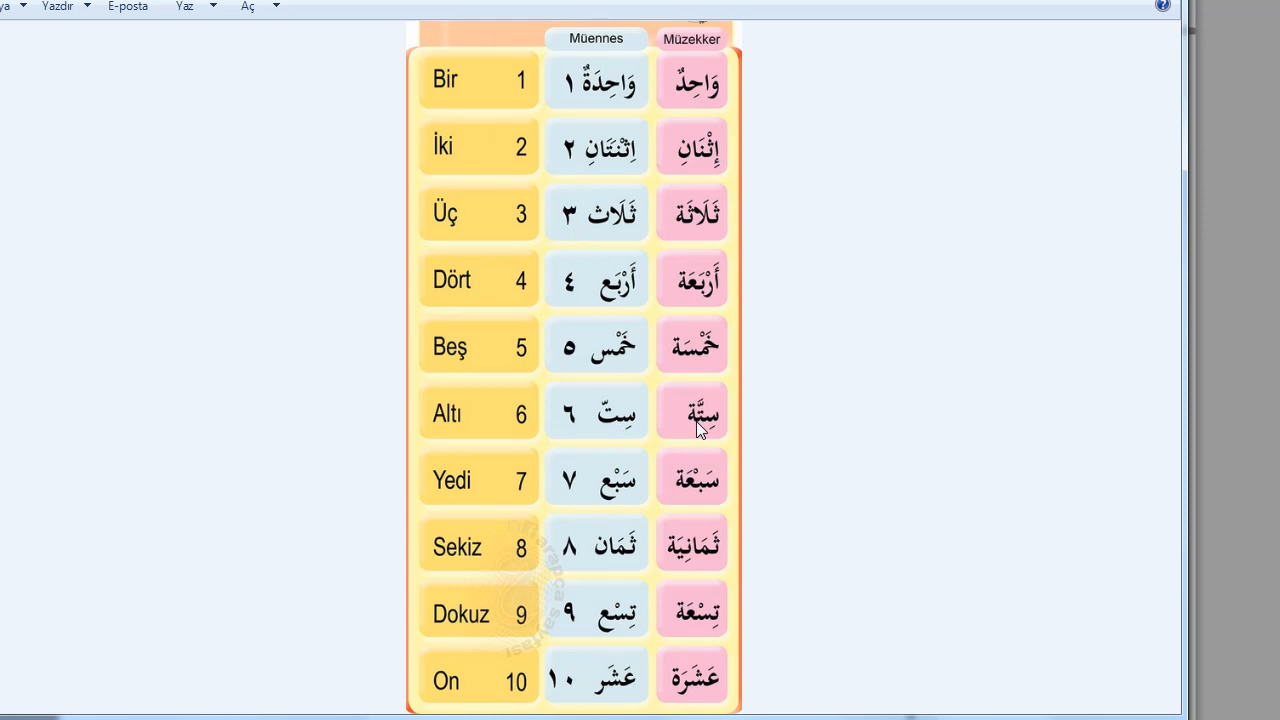 Yazdır E-posta Yaz Aç
Müennes Müzekker
Bir 1 وَاحِدَةٌ ١ وَاحِدٌ
İki 2 اِثْنَتَانِ ٢ إِثْنَانِ
Üç 3 ثَلَاث ٣ ثَلَاثَة
Dört 4 أَرْبَع ٤ أَرْبَعَة
Beş 5 خَمْس ٥ خَمْسَة
Altı 6 سِتّ ٦ سِتَّة
Yedi 7 سَبْع ٧ سَبْعَة
Sekiz 8 ثَمَان ٨ ثَمَانِيَة
Dokuz 9 تِسْع ٩ تِسْعَة
On 10 عَشَر ١٠ عَشَرَة
arapça sayfası